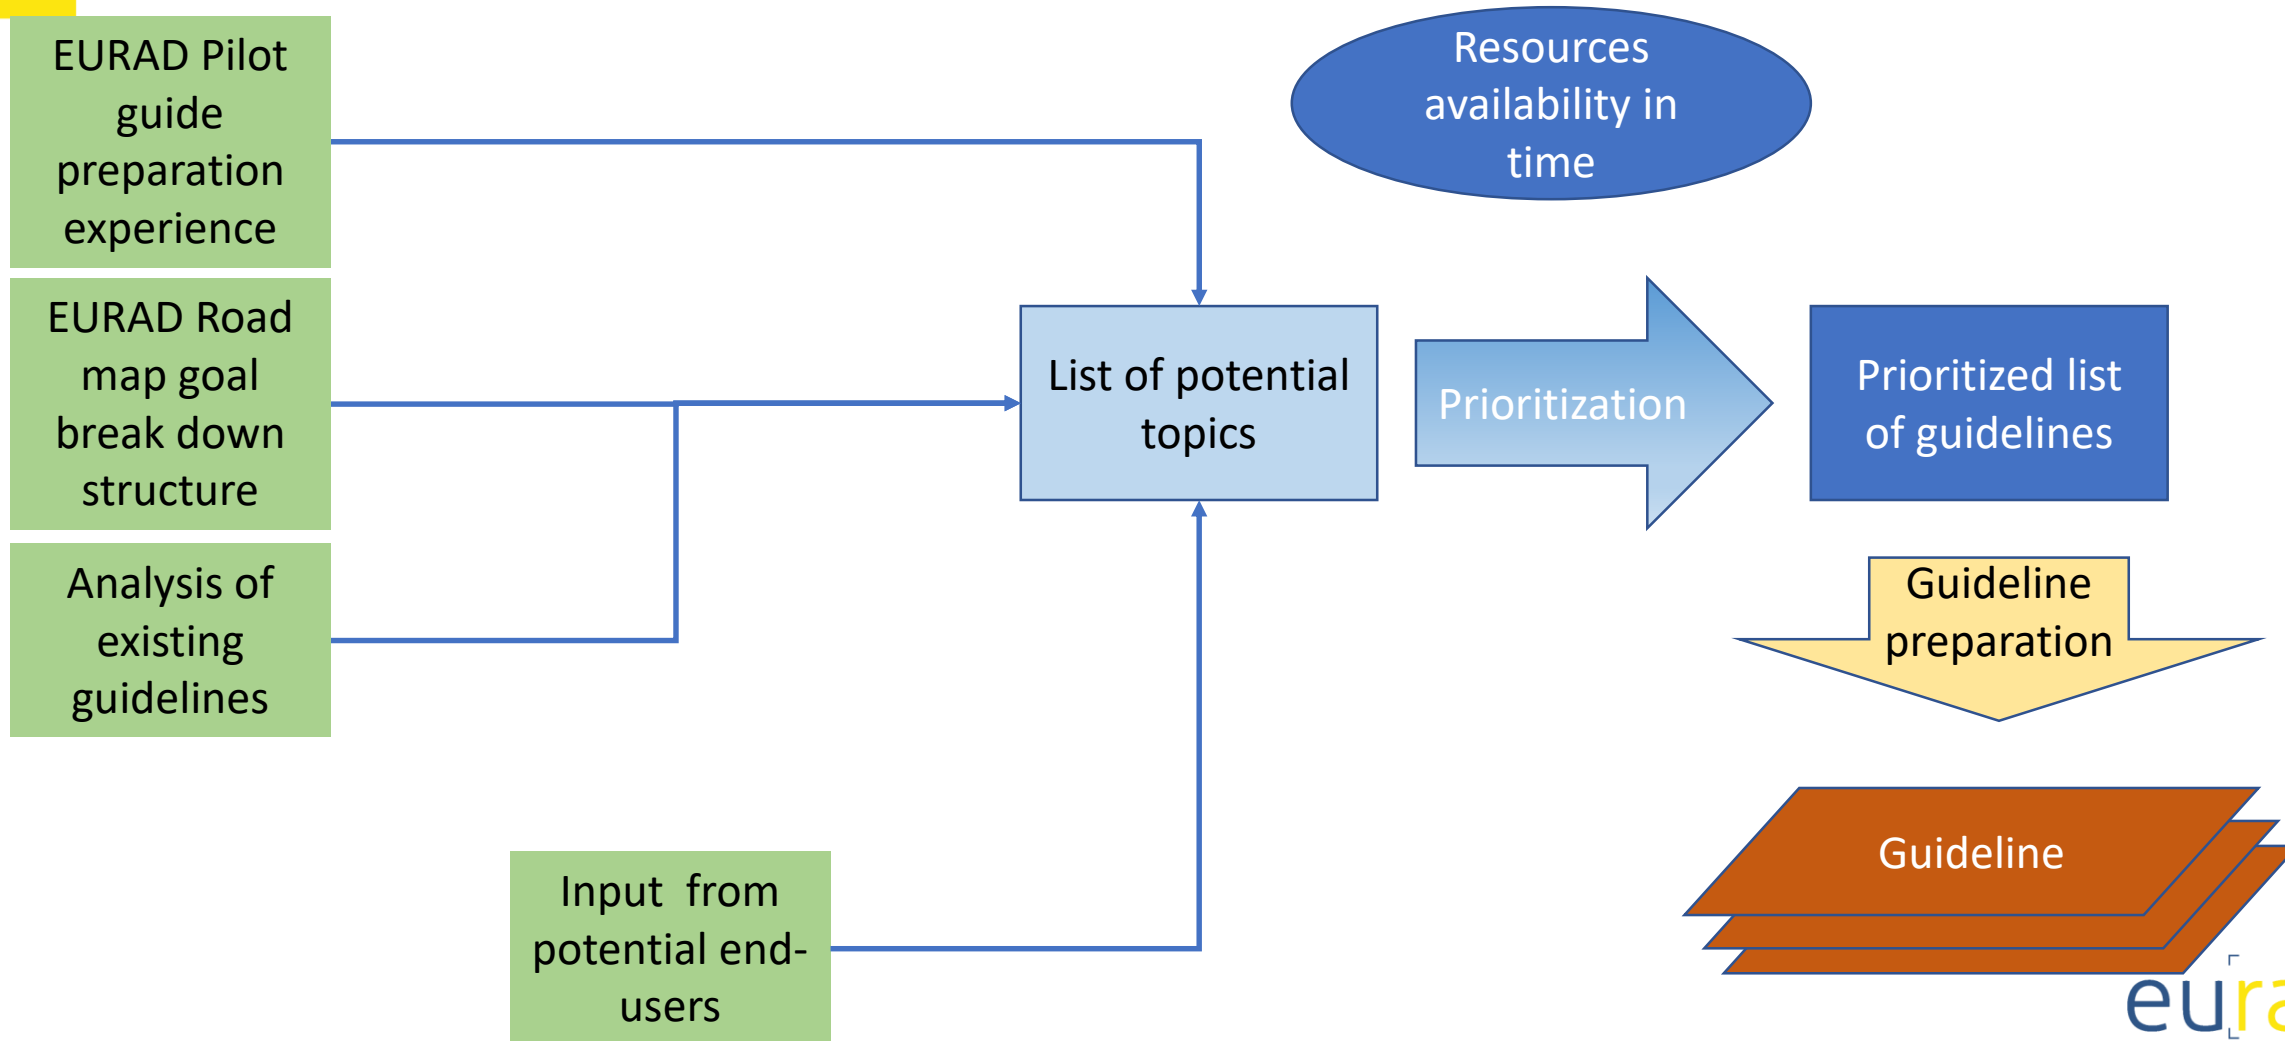 EURAD Pilot
guide
preparation
experience
EURAD Road
map goal
break down
structure
Analysis of
existing
guidelines
Input from
potential end-
users
List of potential
topics
Resources
availability in
time
Prioritization
Prioritized list
of guidelines
Guideline
preparation
Guideline
eura